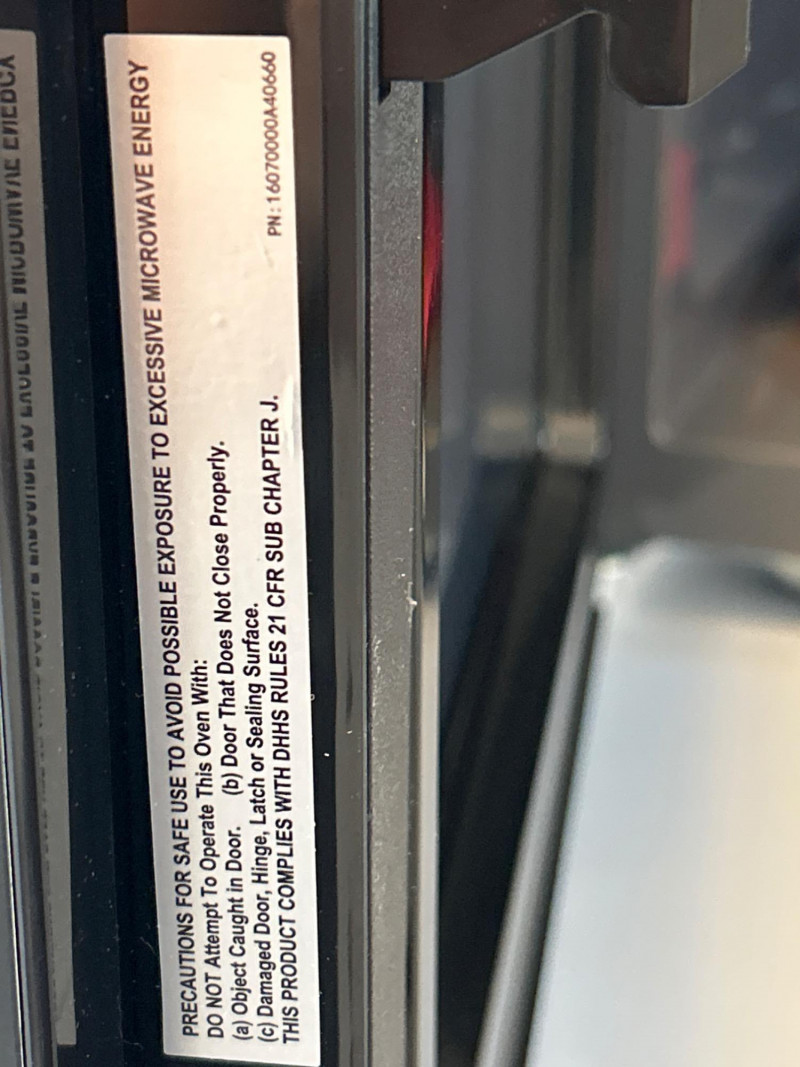 PRECAUTIONS FOR SAFE USE TO AVOID POSSIBLE EXPOSURE TO EXCESSIVE MICROWAVE ENERGY
DO NOT Attempt To Operate This Oven With:
(a) Object Caught in Door. (b) Door That Does Not Close Properly.
(c) Damaged Door, Hinge, Latch or Sealing Surface.
THIS PRODUCT COMPLIES WITH DHHS RULES 21 CFR SUB CHAPTER J.
PN:16070000A40660